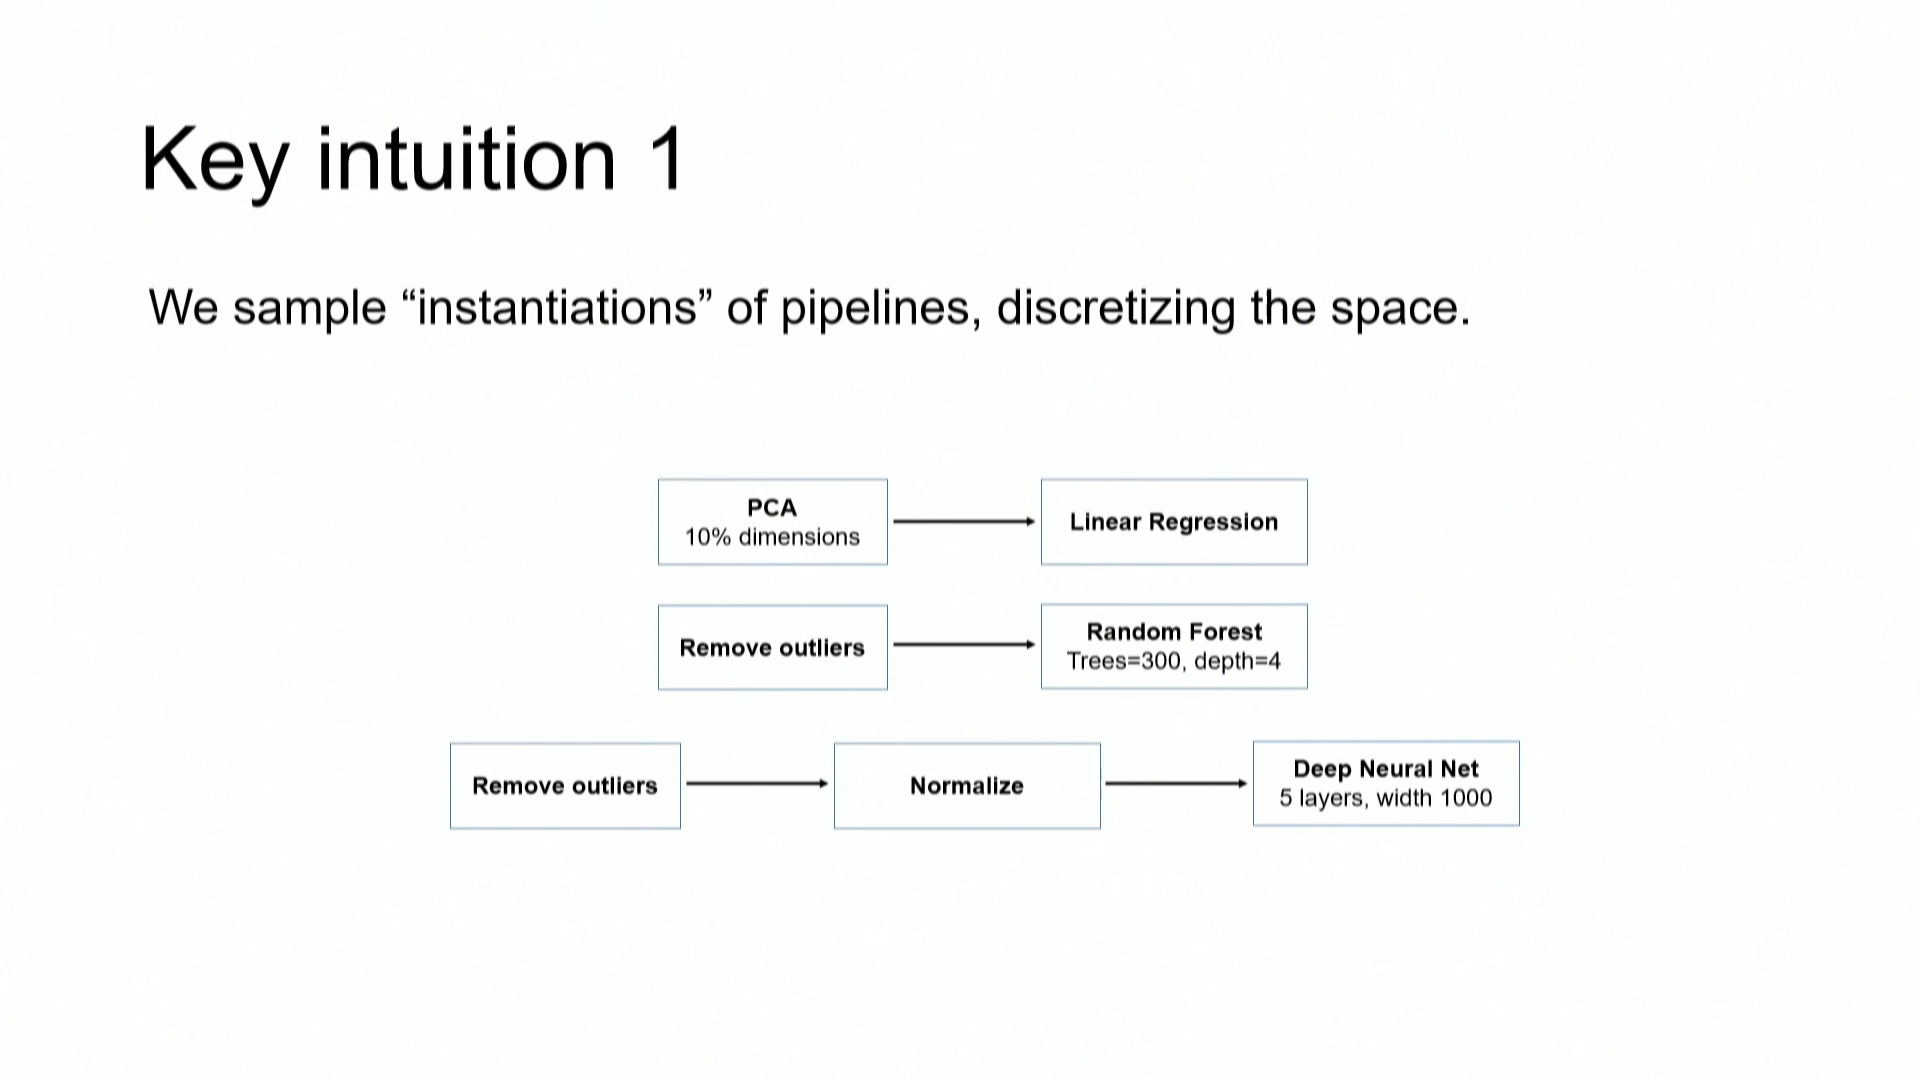 Key intuition 1
We sample “instantiations” of pipelines, discretizing the space.
PCA
10% dimensions
Linear Regression
Remove outliers
Random Forest
Trees=300, depth=4
Remove outliers
Normalize
Deep Neural Net
5 layers, width 1000